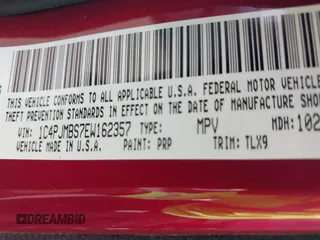 THIS VEHICLE CONFORMS TO ALL APPLICABLE U.S.A. FEDERAL MOTOR VEHICLE
THEFT PREVENTION STANDARDS IN EFFECT ON THE DATE OF MANUFACTURE SHO
VIN: 1C4PJMBS7EW162357 TYPE: MPV MDH: 102
VEHICLE MADE IN U.S.A. PAINT: PRP TRIM: TLX9
DREAMBID